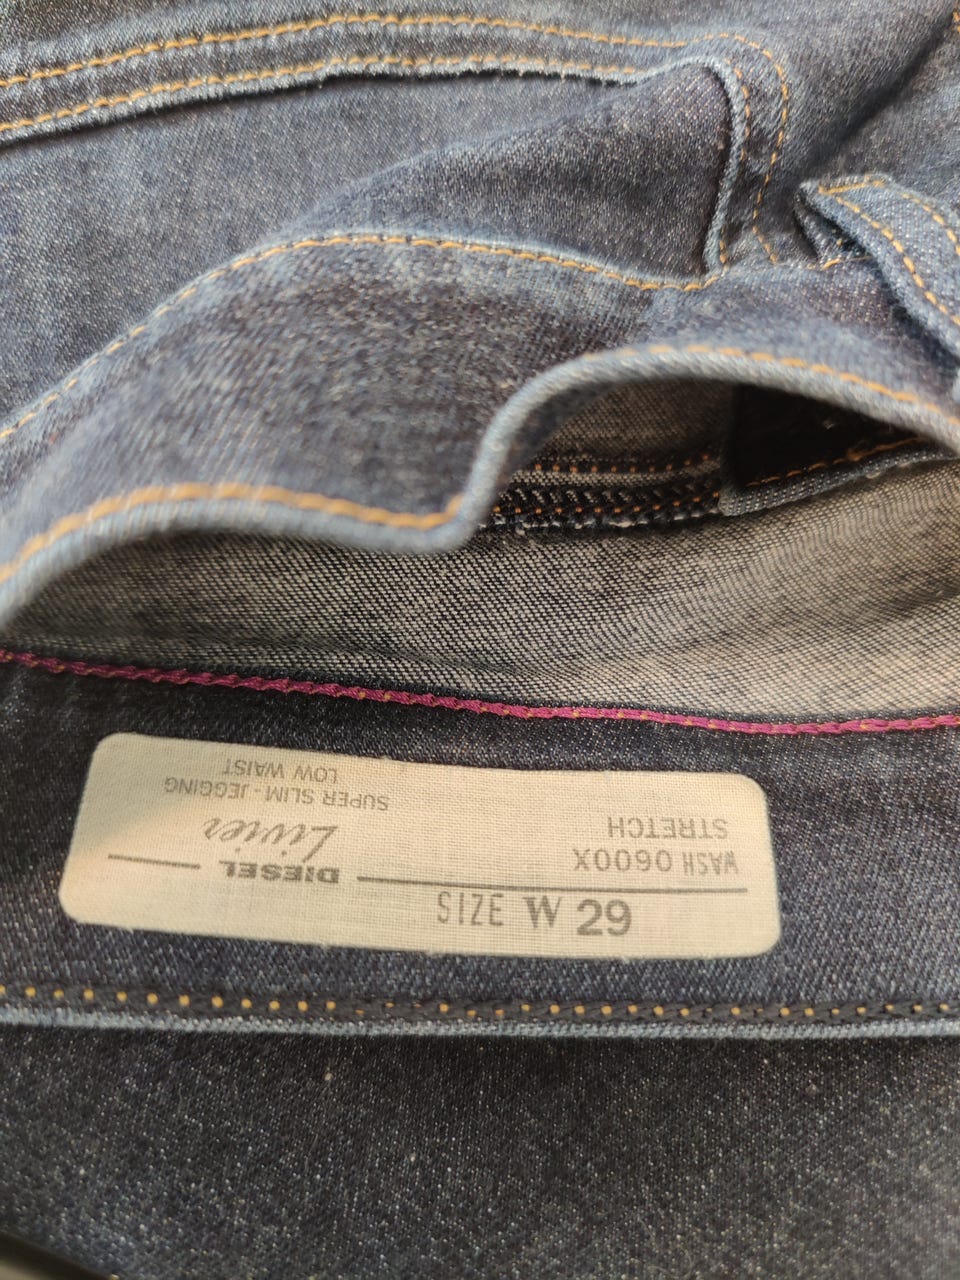 DIESEL
Livier
SUPER SLIM - JEGGING
LOW WAIST
WASH 0600X
STRETCH
SIZE W 29